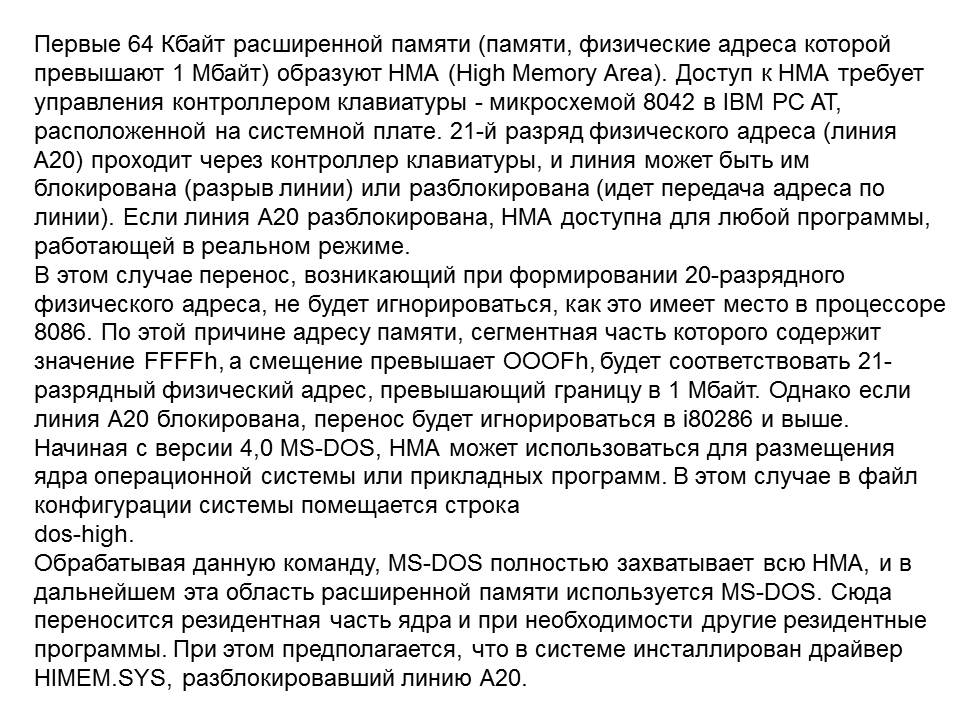 Первые 64 Кбайт расширенной памяти (памяти, физические адреса которой
превышают 1 Мбайт) образуют HMA (High Memory Area). Доступ к HMA требует
управления контроллером клавиатуры - микросхемой 8042 в IBM PC AT,
расположенной на системной плате. 21-й разряд физического адреса (линия
A20) проходит через контроллер клавиатуры, и линия может быть им
блокирована (разрыв линии) или разблокирована (идет передача адреса по
линии). Если линия A20 разблокирована, HMA доступна для любой программы,
работающей в реальном режиме.
В этом случае перенос, возникающий при формировании 20-разрядного
физического адреса, не будет игнорироваться, как это имеет место в процессоре
8086. По этой причине адресу памяти, сегментная часть которого содержит
значение FFFFh, а смещение превышает OOOFh, будет соответствовать 21-
разрядный физический адрес, превышающий границу в 1 Мбайт. Однако если
линия A20 блокирована, перенос будет игнорироваться в i80286 и выше.
Начиная с версии 4,0 MS-DOS, HMA может использоваться для размещения
ядра операционной системы или прикладных программ. В этом случае в файл
конфигурации системы помещается строка
dos-high.
Обрабатывая данную команду, MS-DOS полностью захватывает всю HMA, и в
дальнейшем эта область расширенной памяти используется MS-DOS. Сюда
переносится резидентная часть ядра и при необходимости другие резидентные
программы. При этом предполагается, что в системе инсталлирован драйвер
HIMEM.SYS, разблокировавший линию A20.